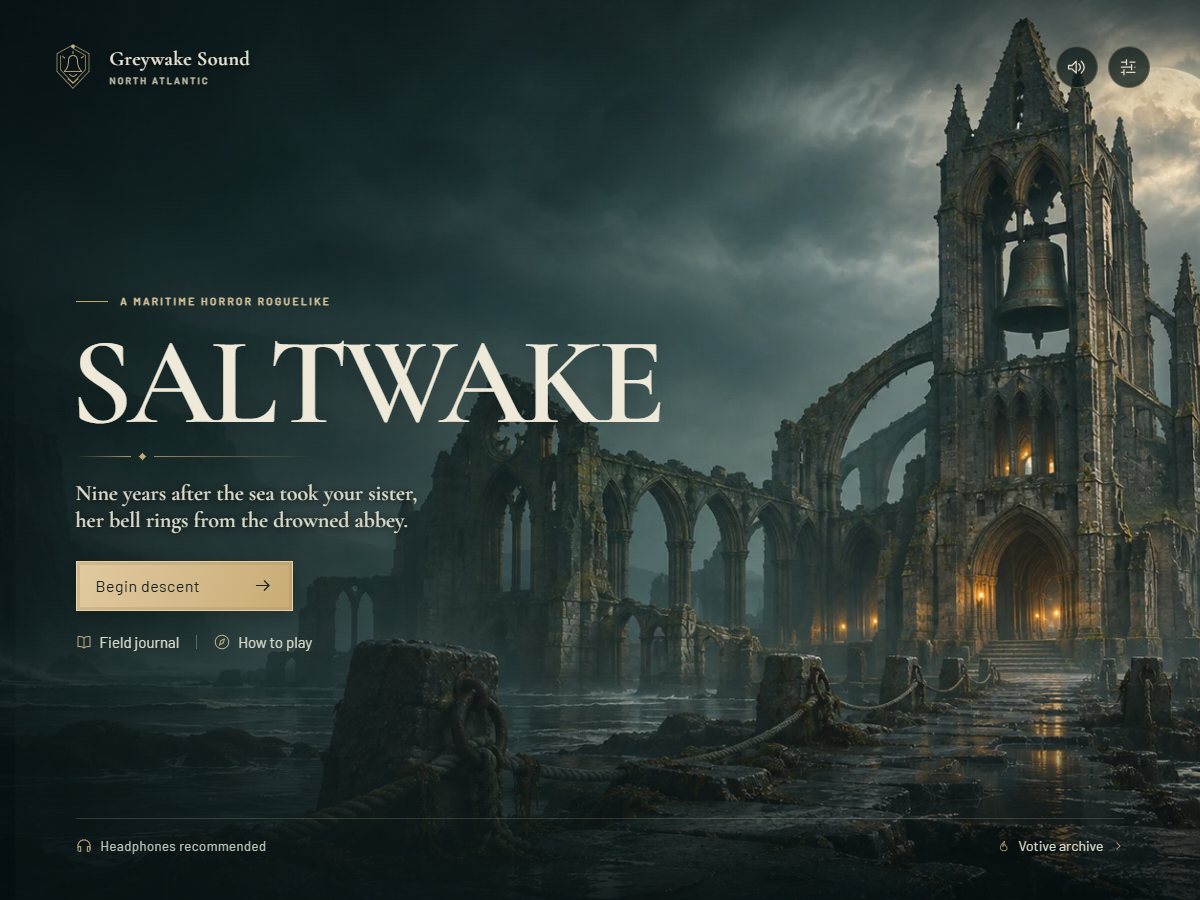 Greywake Sound
NORTH ATLANTIC
A MARITIME HORROR ROGUELIKE
SALTWAKE
Nine years after the sea took your sister,
her bell rings from the drowned abbey.
Begin descent
Field journal
How to play
Headphones recommended
Votive archive